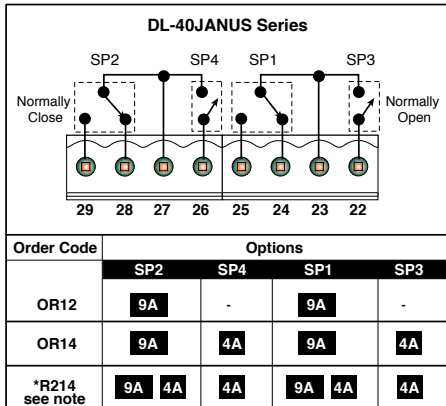 DL-40JANUS Series
SP2 SP4 SP1 SP3
Normally Close
Normally Open
29 28 27 26 25 24 23 22
Order Code Options
SP2 SP4 SP1 SP3
OR12 9A - 9A -
OR14 9A 4A 9A 4A
*R214 see note 9A 4A 4A 9A 4A 4A